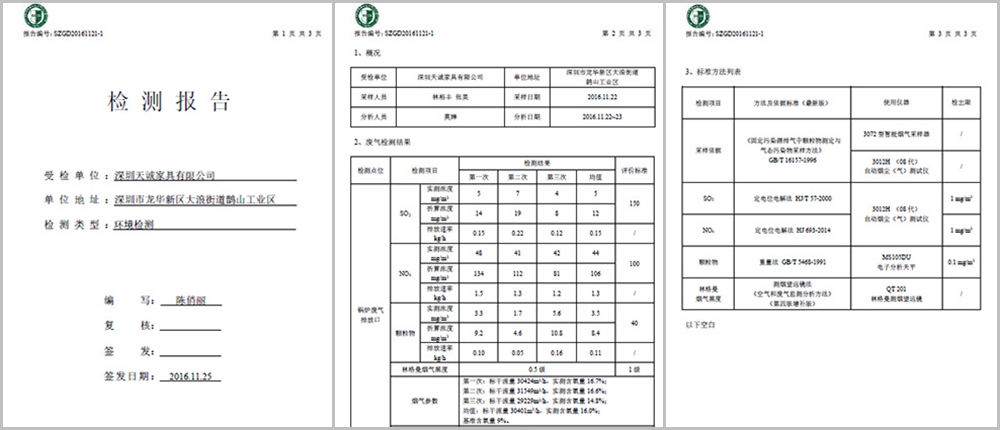 报告编号: SZGD20161121-1 第 1 页 共 3 页
检 测 报 告
受 检 单 位 : 深圳天诚家具有限公司
单 位 地 址 : 深圳市龙华新区大浪街道鹊山工业区
检 测 类 型 : 环境检测
编 写: 陈俏丽
复 核:
签 发:
签发日期: 2016.11.25
报告编号: SZGD20161121-1 第 2 页 共 3 页
1、概况
受检单位 深圳天诚家具有限公司 单位地址 深圳市龙华新区大浪街道
鹊山工业区
采样人员 林裕丰 张昊 采样日期 2016.11.22
分析人员 分析日期 2016.11.22~23
2、废气检测结果
检测点位 检测项目 检测结果 评价标准
第一次 第二次 第三次 均值
锅炉废气
排放口
SO₂
实测浓度
mg/m³ 5 7 4 5 150
折算浓度
mg/m³ 14 19 8 12
排放速率
kg/h 0.15 0.22 0.12 0.15 /
NOₓ
实测浓度
mg/m³ 48 41 42 44 100
折算浓度
mg/m³ 134 112 81 106
排放速率
kg/h 1.5 1.3 1.2 1.3 /
颗粒物
实测浓度
mg/m³ 3.3 1.7 5.6 3.5 40
折算浓度
mg/m³ 9.2 4.6 10.8 8.4
排放速率
kg/h 0.10 0.05 0.16 0.11 /
林格曼烟气黑度 0.5 级 1 级
烟气参数
第一次：标干流量 30424m³/h，实测含氧量 16.7%;
第二次：标干流量 31549m³/h，实测含氧量 16.6%;
第三次：标干流量 29229m³/h，实测含氧量 14.8%;
均值：标干流量 30401m³/h，实测含氧量 16.0%;
基准含氧量 9%。
报告编号: SZGD20161121-1 第 3 页 共 3 页
3、标准方法列表
检测项目 方法及依据标准（最新版） 使用仪器 检出限
采样依据
《固定污染源排气中颗粒物测定与
气态污染物采样方法》
GB/T 16157-1996
3072 型智能烟气采样器 /
3012H （08 代）
自动烟尘（气）测试仪 /
SO₂ 定电位电解法 HJ/T 57-2000 3012H （08 代）
自动烟尘（气）测试仪 1 mg/m³
NOₓ 定电位电解法 HJ 693-2014 1 mg/m³
颗粒物 重量法 GB/T 5468-1991 MS105DU
电子分析天平 0.1 mg/m³
林格曼
烟气黑度
测烟望远镜法
《空气和废气监测分析方法》
（第四版增补版）
QT 201
林格曼测烟望远镜 /
以下空白